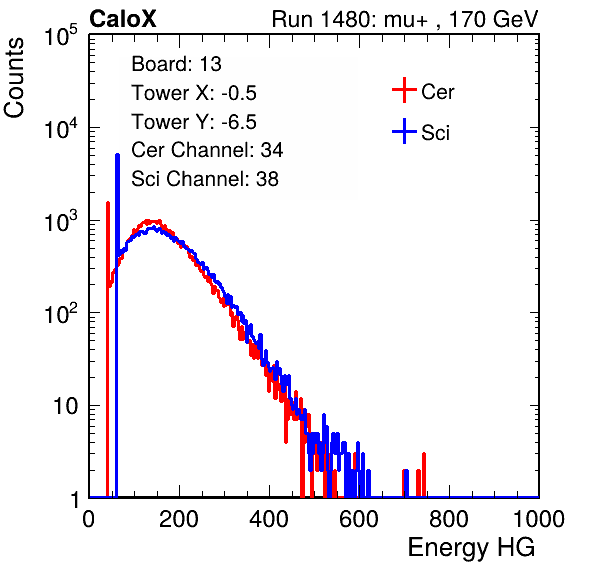 CaloX Run 1480: mu+ , 170 GeV
Counts
10^5
10^4
10^3
10^2
10
1
Board: 13
Tower X: -0.5
Tower Y: -6.5
Cer Channel: 34
Sci Channel: 38
Cer
Sci
0 200 400 600 800 1000
Energy HG